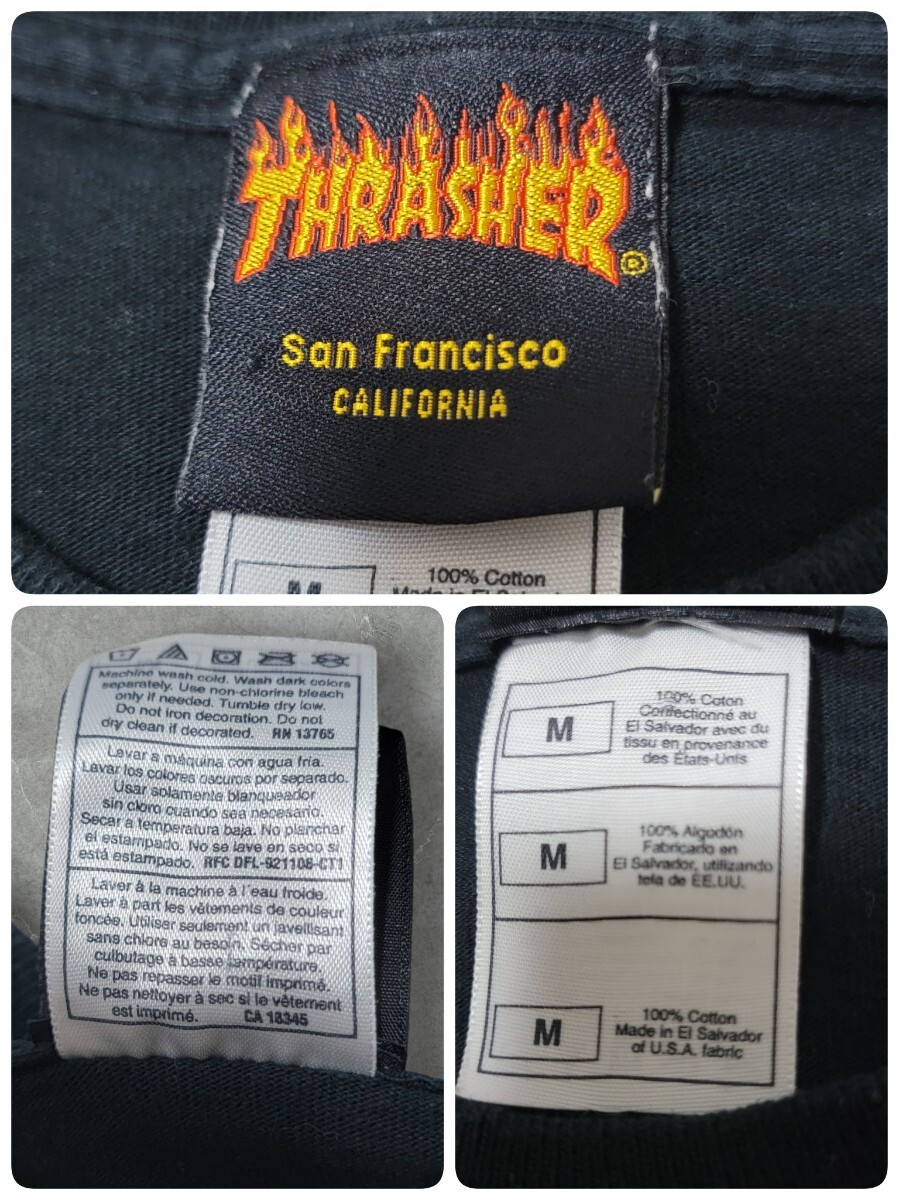 THRASHER®
San Francisco
CALIFORNIA
M
100% Cotton
Made in El Salvador
Machine wash cold. Wash dark colors
separately. Use non-chlorine bleach
only if needed. Tumble dry low.
Do not iron decoration. Do not
dry clean if decorated. RN 13765
Lavar a máquina con agua fría.
Lavar los colores oscuros por separado.
Usar solamente blanqueador
sin cloro cuando sea necesario.
Secar a temperatura baja. No planchar
el estampado. No se lave en seco si
está estampado. RFC DFL-921108-CT1
Laver à la machine à l'eau froide.
Laver à part les vêtements de couleur
foncée. Utiliser seulement un javellisant
sans chlore au besoin. Sécher par
culbutage à basse température.
Ne pas repasser le motif imprimé.
Ne pas nettoyer à sec si le vêtement
est imprimé. CA 18345
M
100% Coton
Confectionné au
El Salvador avec du
tissu en provenance
des États-Unis
M
100% Algodón
Fabricado en
El Salvador, utilizando
tela de EE.UU.
M
100% Cotton
Made in El Salvador
of U.S.A. fabric